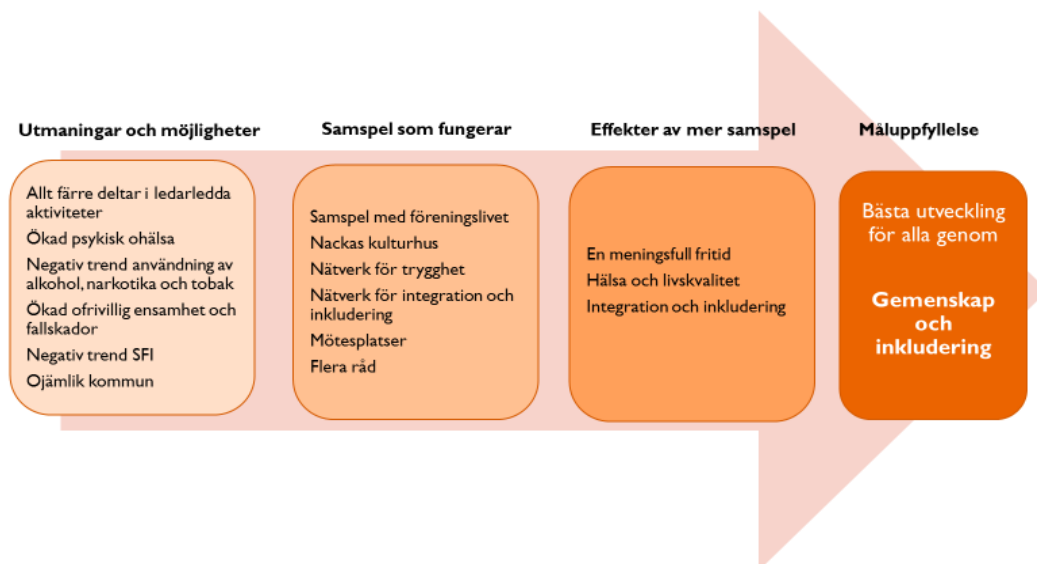 Utmaningar och möjligheter
Allt färre deltar i ledarledda
aktiviteter
Ökad psykisk ohälsa
Negativ trend användning av
alkohol, narkotika och tobak
Ökad ofrivillig ensamhet och
fallskador
Negativ trend SFI
Ojämlik kommun
Samspel som fungerar
Samspel med föreningslivet
Nackas kulturhus
Nätverk för trygghet
Nätverk för integration och
inkludering
Mötesplatser
Flera råd
Effekter av mer samspel
En meningsfull fritid
Hälsa och livskvalitet
Integration och inkludering
Måluppfyllelse
Bästa utveckling
för alla genom
Gemenskap
och
inkludering